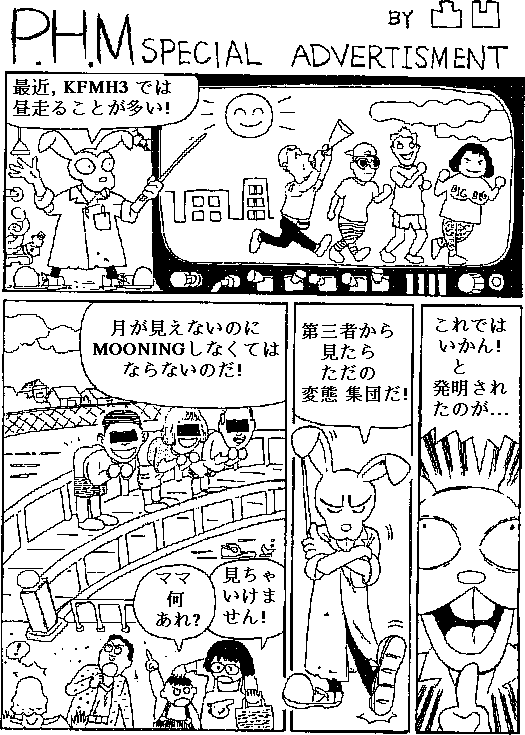 P.H.M SPECIAL ADVERTISMENT
BY 凸凹
最近, KFMH3 では
昼走ることが多い!
BIG BOO
月が見えないのに
MOONINGしなくては
ならないのだ!
ママ
何
あれ?
見ちゃ
いけま
せん!
!
第三者から
見たら
ただの
変態 集団だ!
これでは
いかん!
と
発明され
たのが...